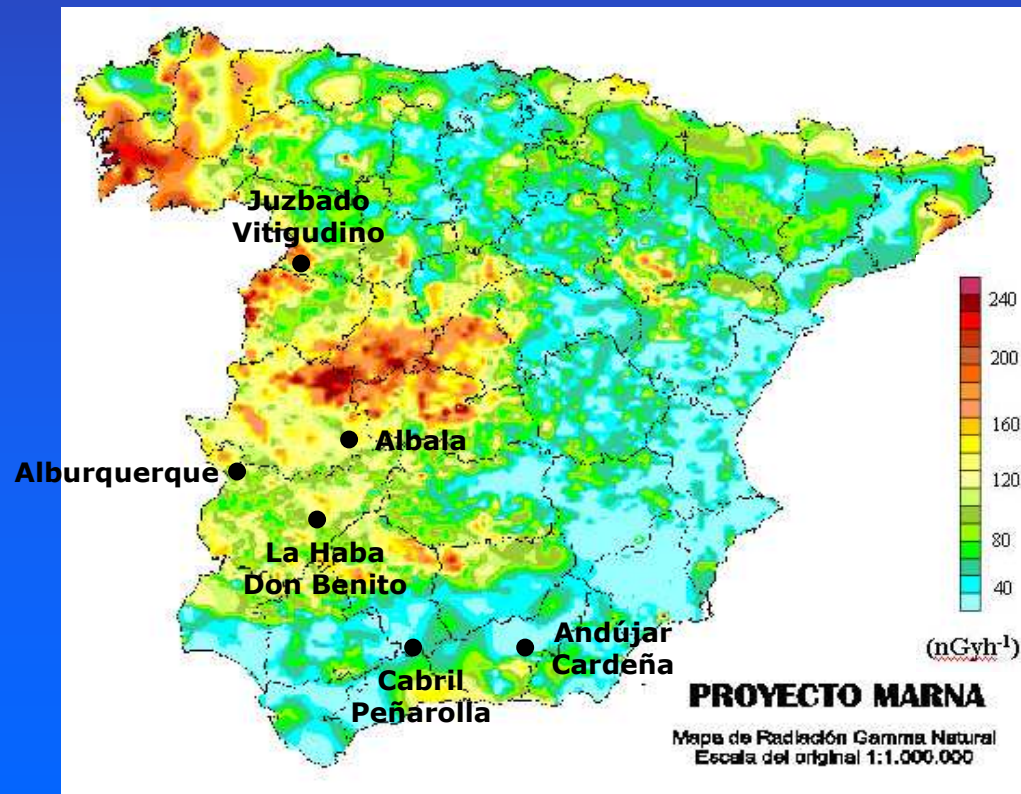 Juzbado
Vitigudino
240
200
160
Albala
Alburquerque
120
La Haba
Don Benito
80
40
Andújar
Cardeña
(nGyh-1)
Cabril
Peñarolla
PROYECTO MARNA
Mapa de Radiación Gamma Natural
Escala del original 1:1.000.000